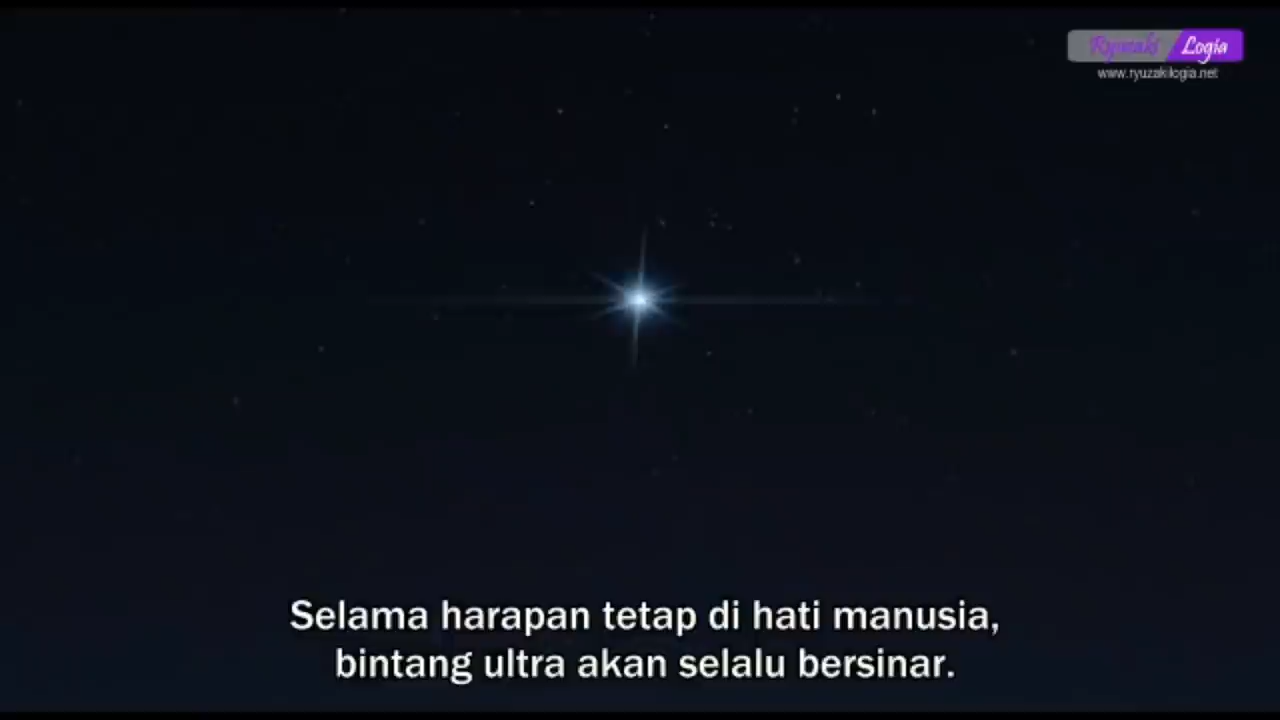 Ryuzaki Logia
www.ryuzakilogia.net
Selama harapan tetap di hati manusia,
bintang ultra akan selalu bersinar.